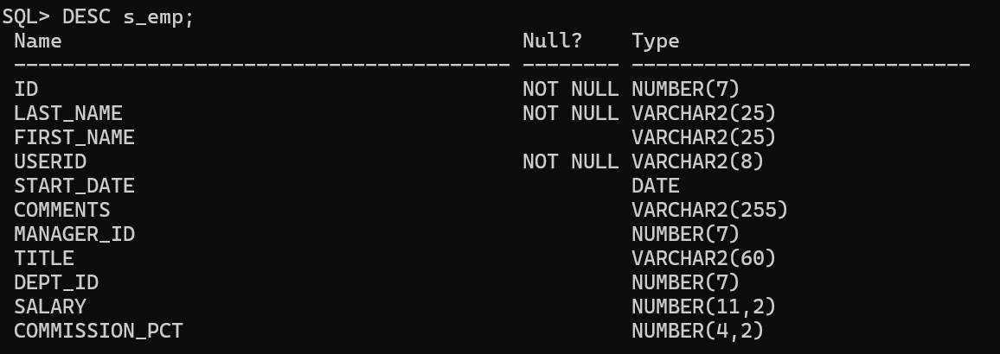 SQL> DESC s_emp;
 Name                                      Null?    Type
 ----------------------------------------- -------- ----------------------------
 ID                                        NOT NULL NUMBER(7)
 LAST_NAME                                 NOT NULL VARCHAR2(25)
 FIRST_NAME                                         VARCHAR2(25)
 USERID                                    NOT NULL VARCHAR2(8)
 START_DATE                                         DATE
 COMMENTS                                           VARCHAR2(255)
 MANAGER_ID                                         NUMBER(7)
 TITLE                                              VARCHAR2(60)
 DEPT_ID                                            NUMBER(7)
 SALARY                                             NUMBER(11,2)
 COMMISSION_PCT                                     NUMBER(4,2)